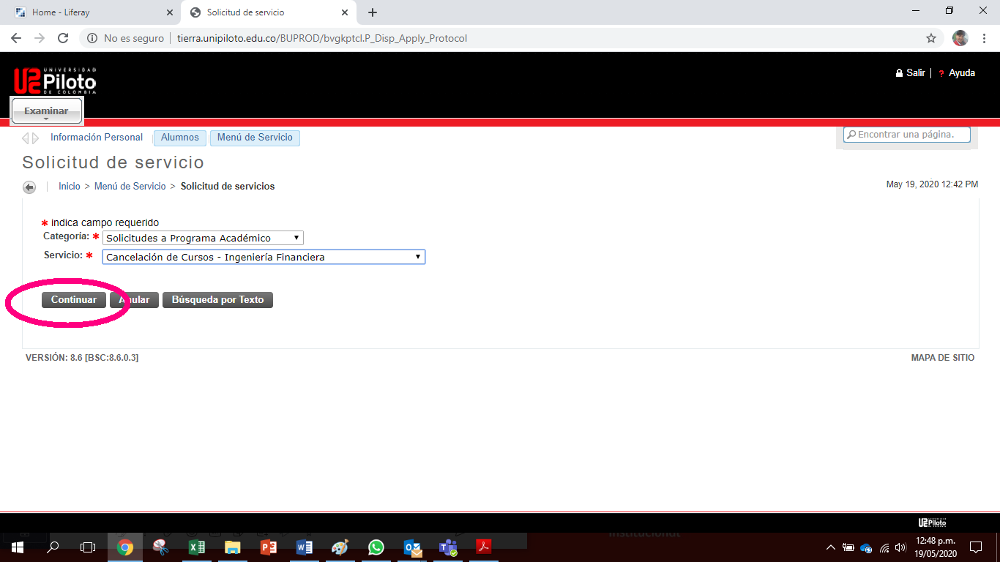 Home - Liferay
Solicitud de servicio
No es seguro
tierra.unipiloto.edu.co/BUPROD/bvgkptcl.P_Disp_Apply_Protocol
UNIVERSIDAD
Piloto
DE COLOMBIA
Salir
? Ayuda
Examinar
Información Personal
Alumnos
Menú de Servicio
Encontrar una página.
Solicitud de servicio
Inicio > Menú de Servicio > Solicitud de servicios
May 19, 2020 12:42 PM
* indica campo requerido
Categoría: * Solicitudes a Programa Académico
Servicio: * Cancelación de Cursos - Ingeniería Financiera
Continuar
Anular
Búsqueda por Texto
VERSIÓN: 8.6 [BSC:8.6.0.3]
MAPA DE SITIO
Piloto
Institucional
12:48 p.m.
19/05/2020